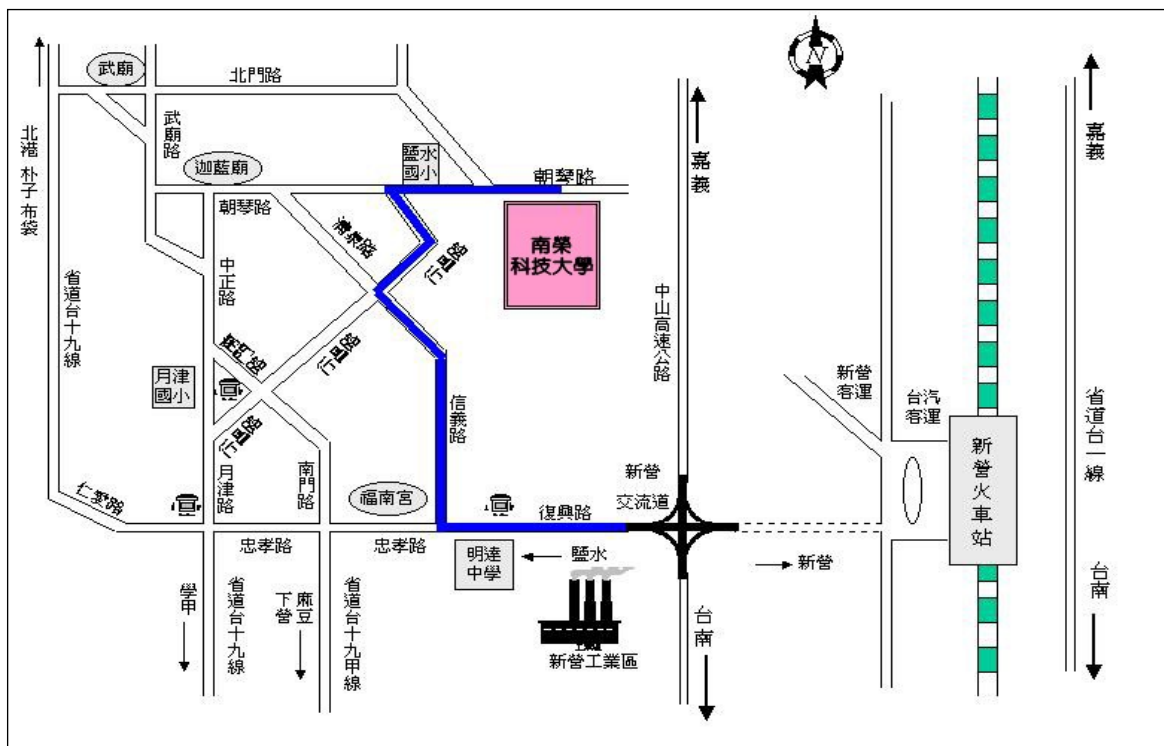 N
武廟
北門路
北港 朴子 布袋
武廟路
迦藍廟
鹽水
國小
朝琴路
嘉義
嘉義
朝琴路
清泉路
行國路
南榮
科技大學
中正路
省道台十九線
中山高速公路
行國路
月津
國小
新營
客運
台汽
客運
信義路
省道台一線
行國路
月津路
南門路
仁愛路
福南宮
新營
交流道
新營火車站
復興路
忠孝路
忠孝路
明達
中學
鹽水
新營
學甲
省道台十九線
下營
麻豆
省道台十九甲線
台南
台南
新營工業區